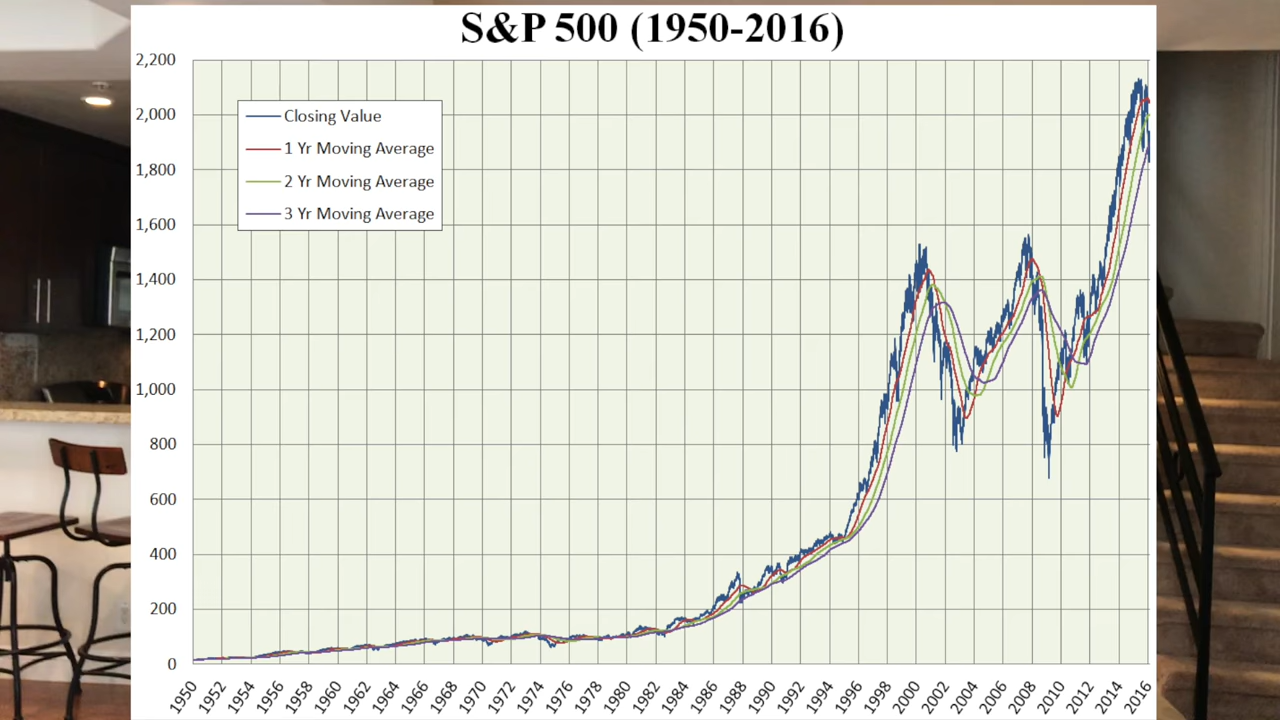 S&P 500 (1950-2016)
2,200
2,000
1,800
1,600
1,400
1,200
1,000
800
600
400
200
0
Closing Value
1 Yr Moving Average
2 Yr Moving Average
3 Yr Moving Average
1950 1952 1954 1956 1958 1960 1962 1964 1966 1968 1970 1972 1974 1976 1978 1980 1982 1984 1986 1988 1990 1992 1994 1996 1998 2000 2002 2004 2006 2008 2010 2012 2014 2016